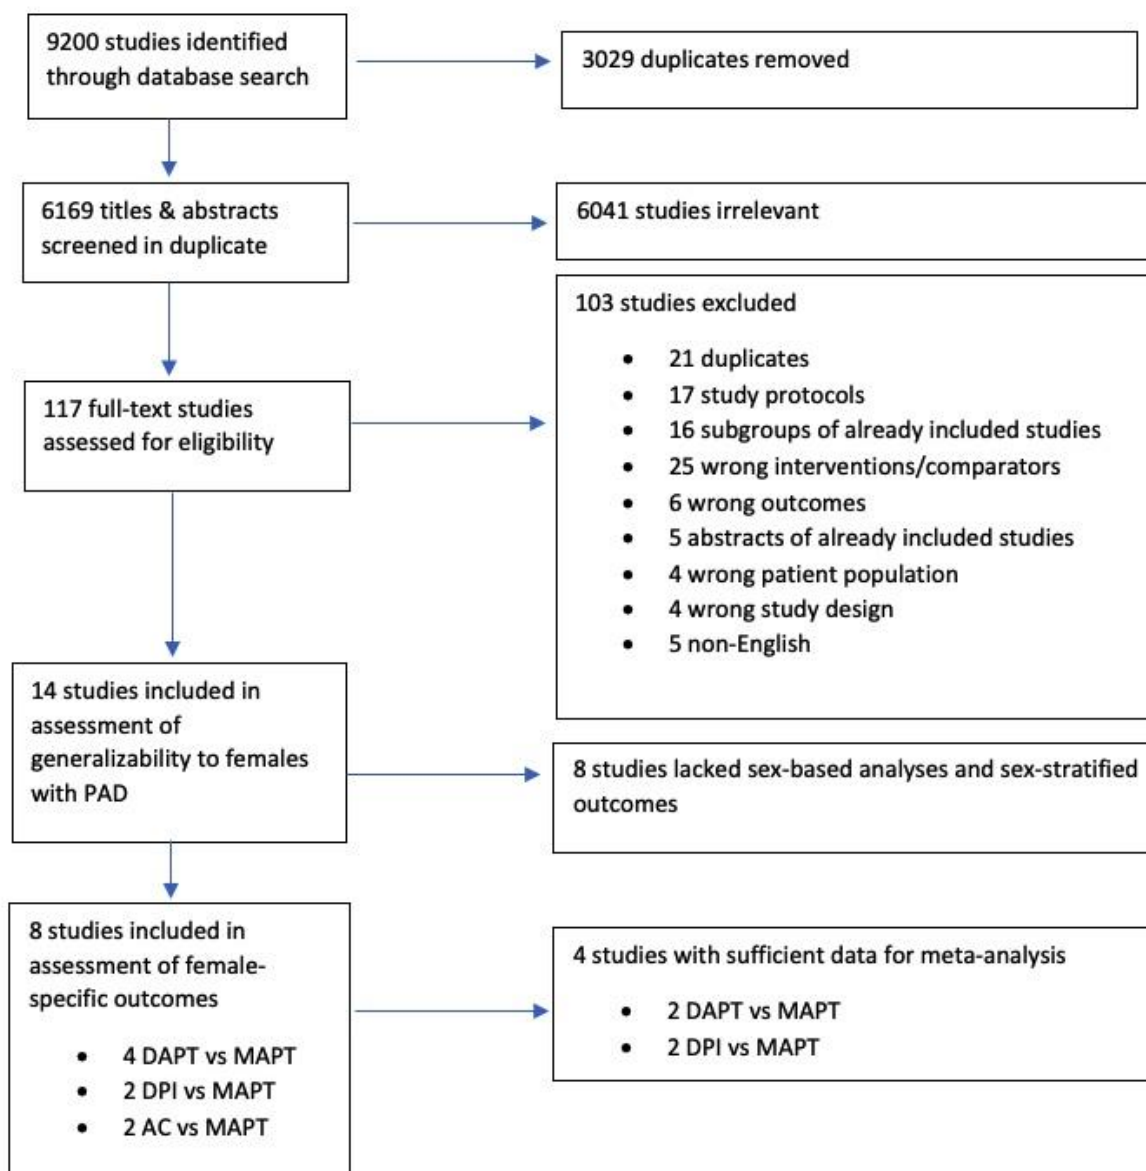 9200 studies identified
through database search
3029 duplicates removed
6169 titles & abstracts
screened in duplicate
6041 studies irrelevant
117 full-text studies
assessed for eligibility
103 studies excluded
• 21 duplicates
• 17 study protocols
• 16 subgroups of already included studies
• 25 wrong interventions/comparators
• 6 wrong outcomes
• 5 abstracts of already included studies
• 4 wrong patient population
• 4 wrong study design
• 5 non-English
14 studies included in
assessment of
generalizability to females
with PAD
8 studies lacked sex-based analyses and sex-stratified
outcomes
8 studies included in
assessment of female-
specific outcomes
• 4 DAPT vs MAPT
• 2 DPI vs MAPT
• 2 AC vs MAPT
4 studies with sufficient data for meta-analysis
• 2 DAPT vs MAPT
• 2 DPI vs MAPT